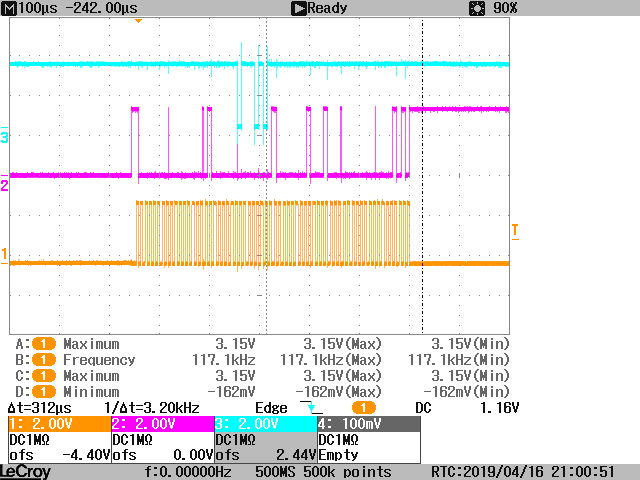 M 100µs -242.00µs Ready 90%
3
2
T
1
A: 1 Maximum 3.15V 3.15V(Max) 3.15V(Min)
B: 1 Frequency 117.1kHz 117.1kHz(Max) 117.1kHz(Min)
C: 1 Maximum 3.15V 3.15V(Max) 3.15V(Min)
D: 1 Minimum -162mV -162mV(Max) -162mV(Min)
Δt=312µs 1/Δt=3.20kHz Edge 1 DC 1.16V
1: 2.00V 2: 2.00V 3: 2.00V 4: 100mV
DC1MΩ DC1MΩ DC1MΩ DC1MΩ
ofs -4.40V ofs 0.00V ofs 2.44V Empty
LeCroy f:0.00000Hz 500MS 500k points RTC:2019/04/16 21:00:51